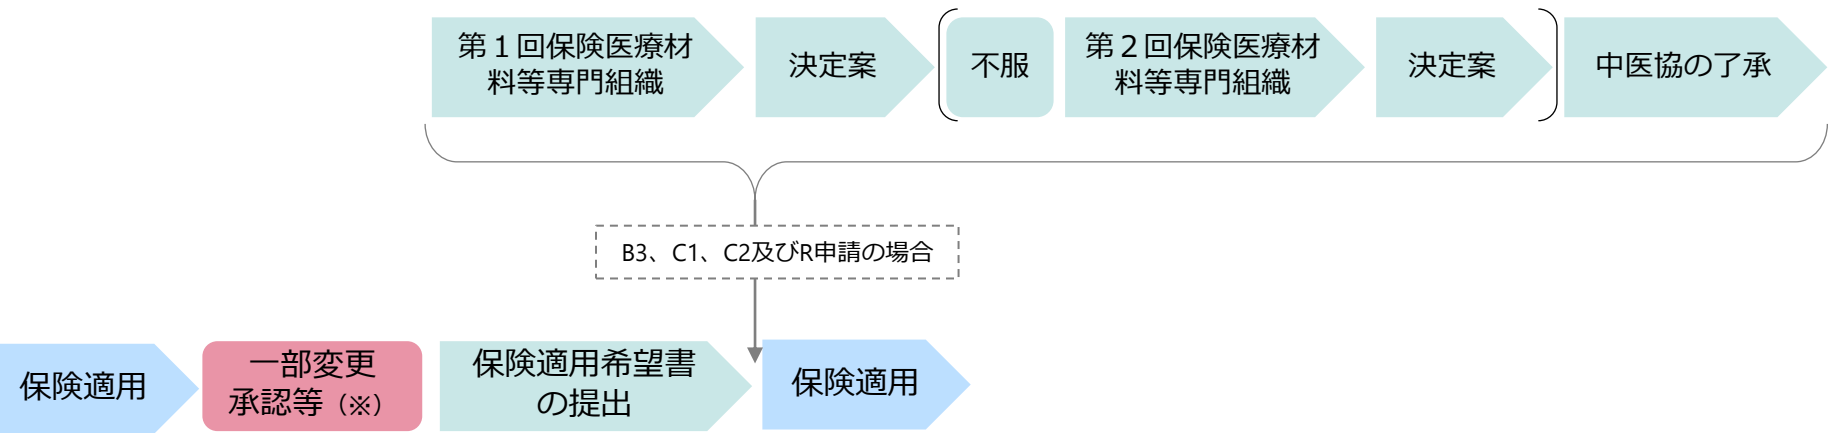 第１回保険医療材
料等専門組織
決定案
不服
第２回保険医療材
料等専門組織
決定案
中医協の了承
B3、C1、C2及びR申請の場合
保険適用
一部変更
承認等（※）
保険適用希望書
の提出
保険適用